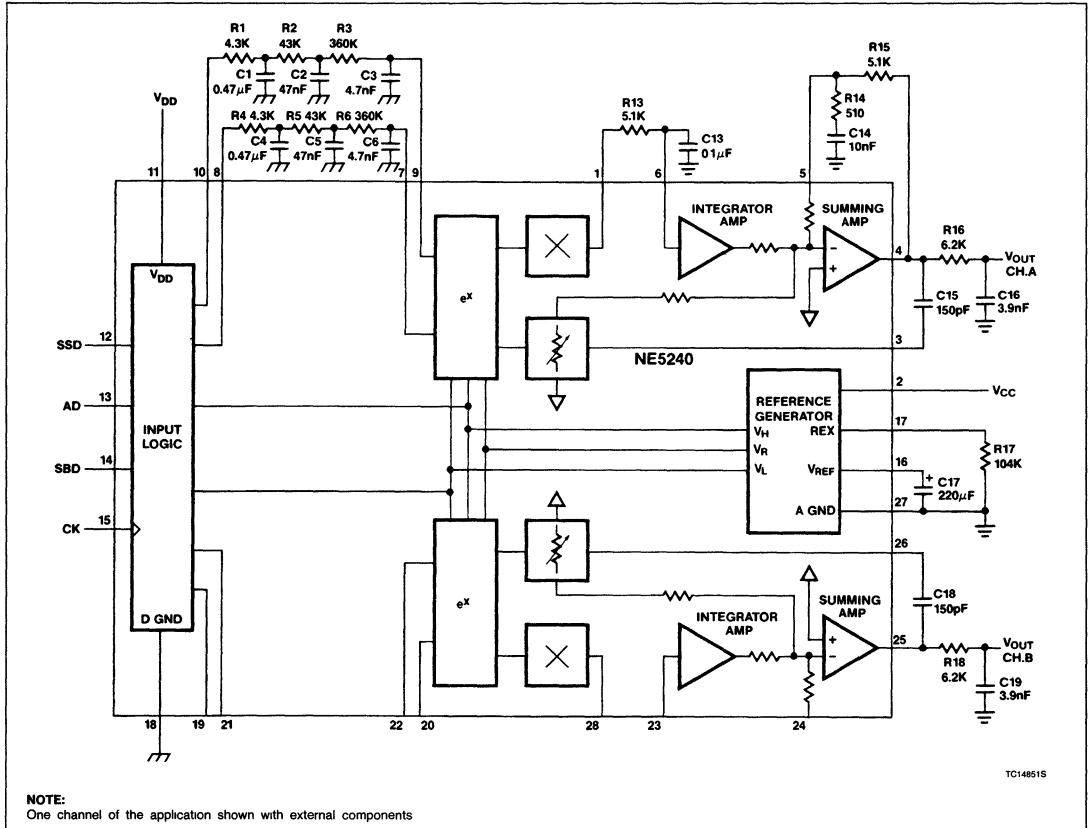 R1
4.3K
R2
43K
R3
360K
C1
0.47μF
C2
47nF
C3
4.7nF
R4 4.3K
R5 43K
R6 360K
C4
0.47μF
C5
47nF
C6
4.7nF
VDD
11
10
8
7
9
R13
5.1K
C13
01μF
1
6
5
R15
5.1K
R14
510
C14
10nF
INTEGRATOR
AMP
SUMMING
AMP
4
R16
6.2K
VOUT
CH.A
C15
150pF
C16
3.9nF
3
ex
NE5240
VDD
INPUT
LOGIC
D GND
SSD
12
AD
13
SBD
14
CK
15
REFERENCE
GENERATOR
VH
REX
VR
VL
VREF
A GND
2
VCC
17
R17
104K
16
+
C17
220μF
27
26
ex
INTEGRATOR
AMP
SUMMING
AMP
C18
150pF
25
R18
6.2K
VOUT
CH.B
C19
3.9nF
18
19
21
22
20
28
23
24
TC14851S
NOTE:
One channel of the application shown with external components